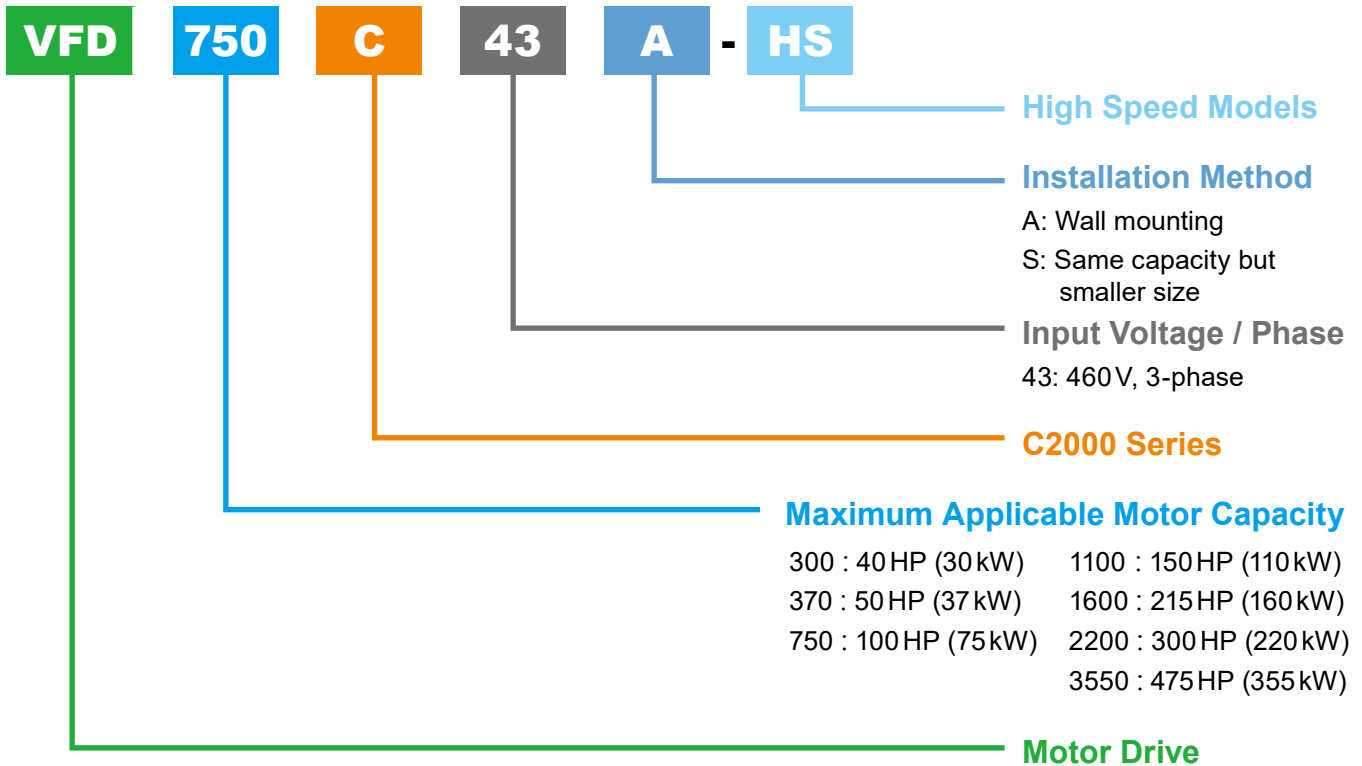 VFD 750 C 43 A - HS
High Speed Models
Installation Method
A: Wall mounting
S: Same capacity but
smaller size
Input Voltage / Phase
43: 460V, 3-phase
C2000 Series
Maximum Applicable Motor Capacity
300 : 40HP (30kW) 1100 : 150HP (110kW)
370 : 50HP (37kW) 1600 : 215HP (160kW)
750 : 100HP (75kW) 2200 : 300HP (220kW)
3550 : 475HP (355kW)
Motor Drive